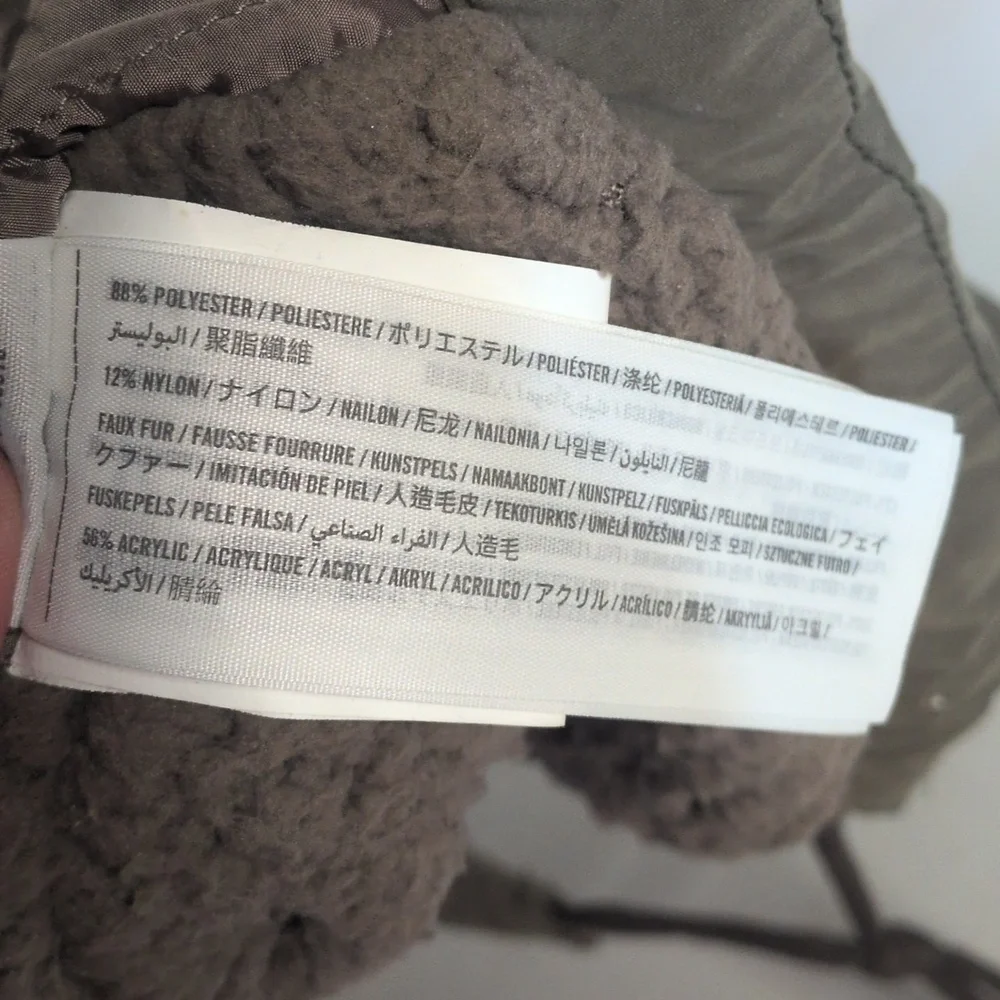 88% POLYESTER / POLIESTERE / ポリエステル / POLIÉSTER / 涤纶 / POLYESTERIÄ / 폴리에스테르 / POLIESTER /
البوليستر / 聚脂纖維
12% NYLON / ナイロン / NAILON / 尼龙 / NAILONIA / 나일론 / النايلون / 尼龍
FAUX FUR / FAUSSE FOURRURE / KUNSTPELS / NAMAAKBONT / KUNSTPELZ / FUSKPÄLS / PELLICCIA ECOLOGICA / フェイ
クファー / IMITACIÓN DE PIEL / 人造毛皮 / TEKOTURKIS / UMĚLÁ KOŽEŠINA / 인조 모피 / SZTUCZNE FUTRO /
FUSKEPELS / PELE FALSA / الفراء الصناعي / 人造毛
56% ACRYLIC / ACRYLIQUE / ACRYL / AKRYL / ACRILICO / アクリル / ACRÍLICO / 腈纶 / AKRYYLIÄ / 아크릴 /
الأكريليك / 腈綸